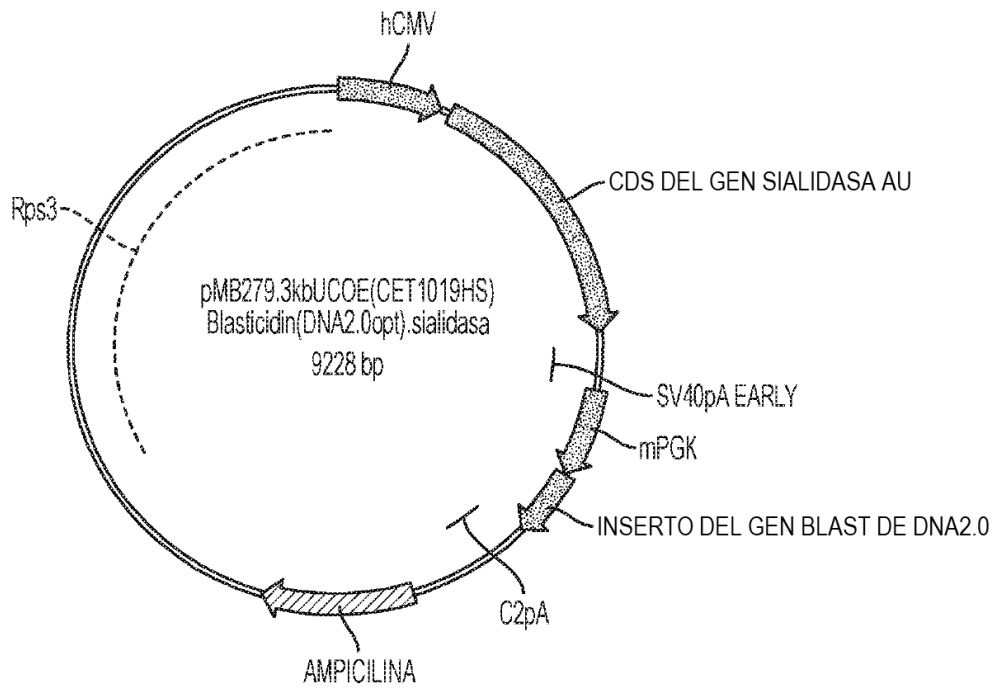 hCMV
CDS DEL GEN SIALIDASA AU
Rps3
pMB279.3kbUCOE(CET1019HS)
Blasticidin(DNA2.0opt).sialidasa
9228 bp
SV40pA EARLY
mPGK
INSERTO DEL GEN BLAST DE DNA2.0
C2pA
AMPICILINA